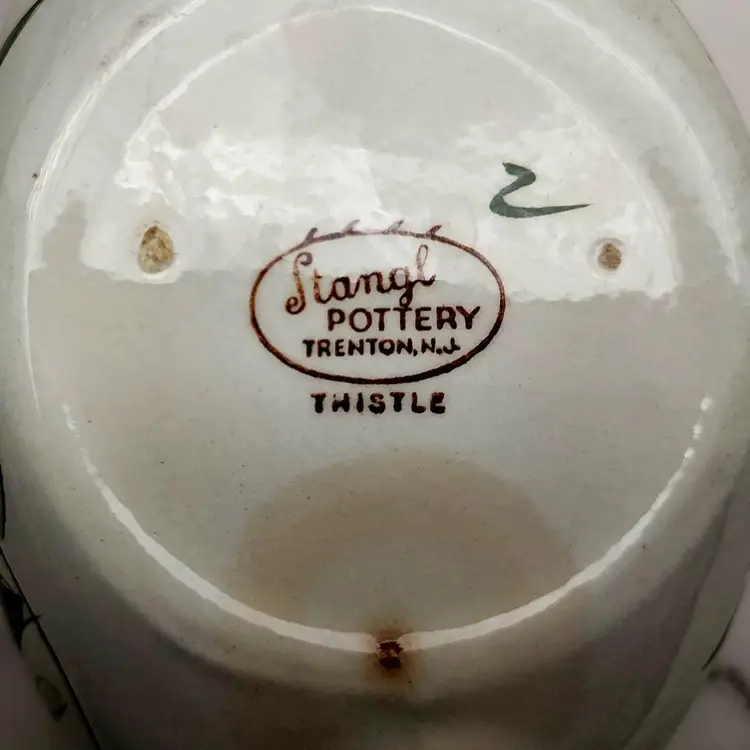 2
Stangl
POTTERY
TRENTON, N.J.
THISTLE